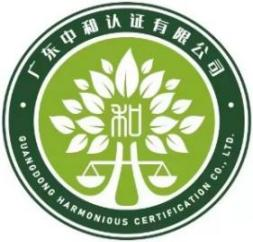 ·广东中和认证有限公司·
和
GUANGDONG HARMONIOUS CERTIFICATION CO., LTD.